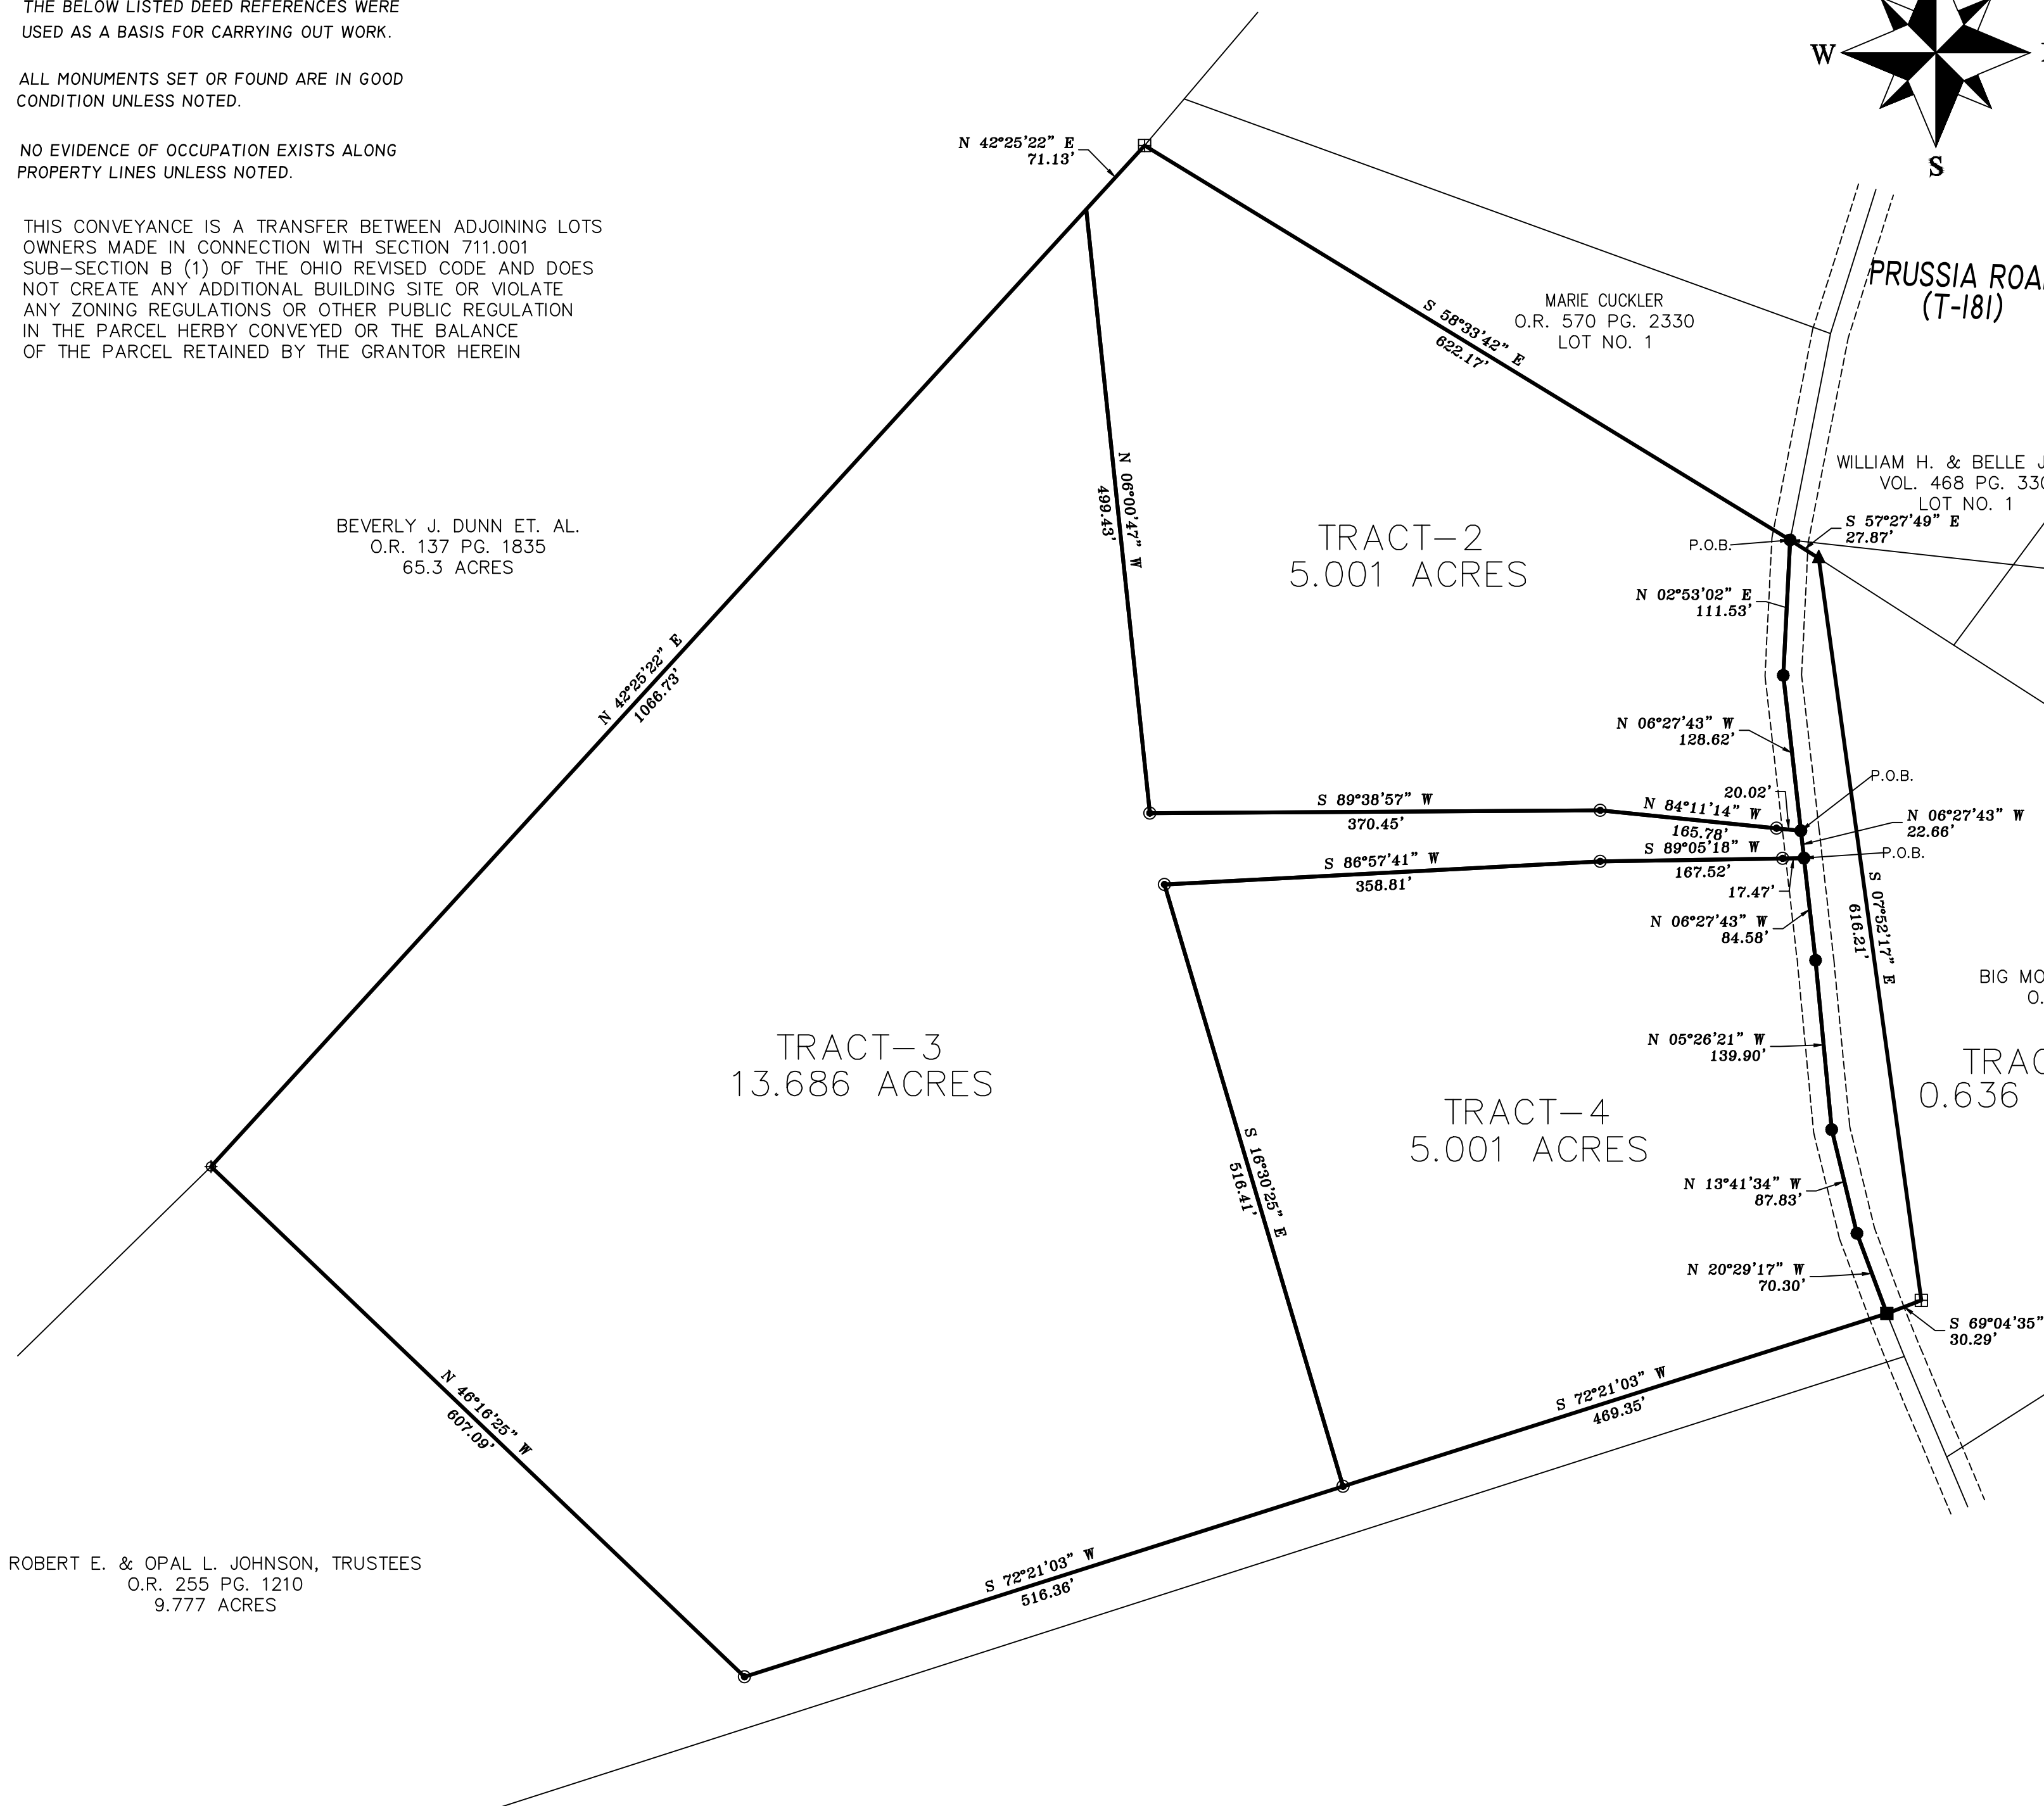 THE BELOW LISTED DEED REFERENCES WERE
USED AS A BASIS FOR CARRYING OUT WORK.
ALL MONUMENTS SET OR FOUND ARE IN GOOD
CONDITION UNLESS NOTED.
NO EVIDENCE OF OCCUPATION EXISTS ALONG
PROPERTY LINES UNLESS NOTED.
THIS CONVEYANCE IS A TRANSFER BETWEEN ADJOINING LOTS
OWNERS MADE IN CONNECTION WITH SECTION 711.001
SUB-SECTION B (1) OF THE OHIO REVISED CODE AND DOES
NOT CREATE ANY ADDITIONAL BUILDING SITE OR VIOLATE
ANY ZONING REGULATIONS OR OTHER PUBLIC REGULATION
IN THE PARCEL HERBY CONVEYED OR THE BALANCE
OF THE PARCEL RETAINED BY THE GRANTOR HEREIN
W
S
N 42°25'22" E
71.13'
PRUSSIA ROA
(T-181)
MARIE CUCKLER
O.R. 570 PG. 2330
LOT NO. 1
S 58°33'42" E
622.17'
WILLIAM H. & BELLE J
VOL. 468 PG. 330
LOT NO. 1
S 57°27'49" E
27.87'
P.O.B.
BEVERLY J. DUNN ET. AL.
O.R. 137 PG. 1835
65.3 ACRES
N 06°00'47" W
499.43'
TRACT-2
5.001 ACRES
N 02°53'02" E
111.53'
N 42°25'22" E
1066.73'
N 06°27'43" W
128.62'
P.O.B.
20.02'
S 89°38'57" W
370.45'
N 84°11'14" W
165.78'
N 06°27'43" W
22.66'
P.O.B.
S 86°57'41" W
358.81'
S 89°05'18" W
167.52'
17.47'
N 06°27'43" W
84.58'
S 07°52'17" E
616.21'
BIG MO
O.
TRACT-3
13.686 ACRES
N 05°26'21" W
139.90'
TRAC
0.636
TRACT-4
5.001 ACRES
S 16°30'25" E
516.41'
N 13°41'34" W
87.83'
N 20°29'17" W
70.30'
S 69°04'35"
30.29'
N 46°16'25" W
607.09'
S 72°21'03" W
469.35'
S 72°21'03" W
516.36'
ROBERT E. & OPAL L. JOHNSON, TRUSTEES
O.R. 255 PG. 1210
9.777 ACRES